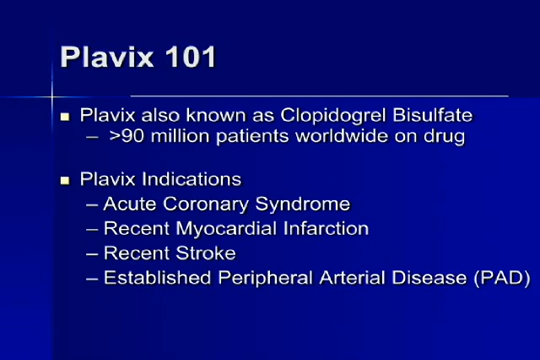 Plavix 101
Plavix also known as Clopidogrel Bisulfate
– >90 million patients worldwide on drug
Plavix Indications
– Acute Coronary Syndrome
– Recent Myocardial Infarction
– Recent Stroke
– Established Peripheral Arterial Disease (PAD)